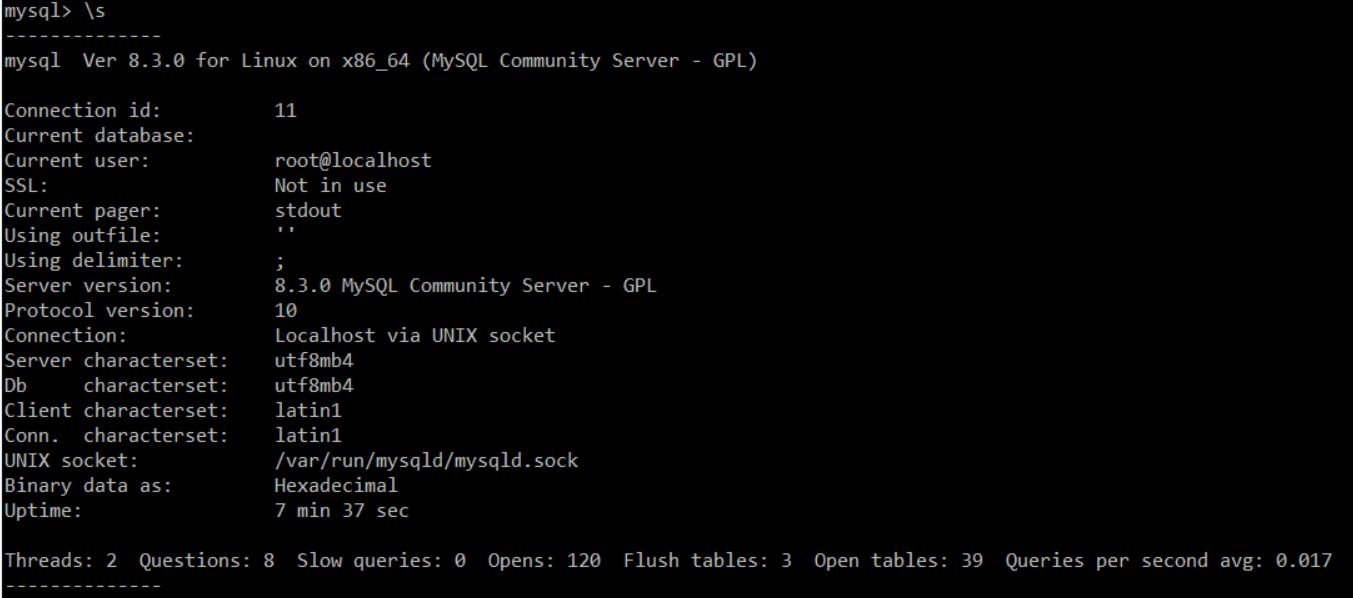 mysql> \s
--------------
mysql  Ver 8.3.0 for Linux on x86_64 (MySQL Community Server - GPL)

Connection id:          11
Current database:
Current user:           root@localhost
SSL:                    Not in use
Current pager:          stdout
Using outfile:          ''
Using delimiter:        ;
Server version:         8.3.0 MySQL Community Server - GPL
Protocol version:       10
Connection:             Localhost via UNIX socket
Server characterset:    utf8mb4
Db     characterset:    utf8mb4
Client characterset:    latin1
Conn.  characterset:    latin1
UNIX socket:            /var/run/mysqld/mysqld.sock
Binary data as:         Hexadecimal
Uptime:                 7 min 37 sec

Threads: 2  Questions: 8  Slow queries: 0  Opens: 120  Flush tables: 3  Open tables: 39  Queries per second avg: 0.017
--------------